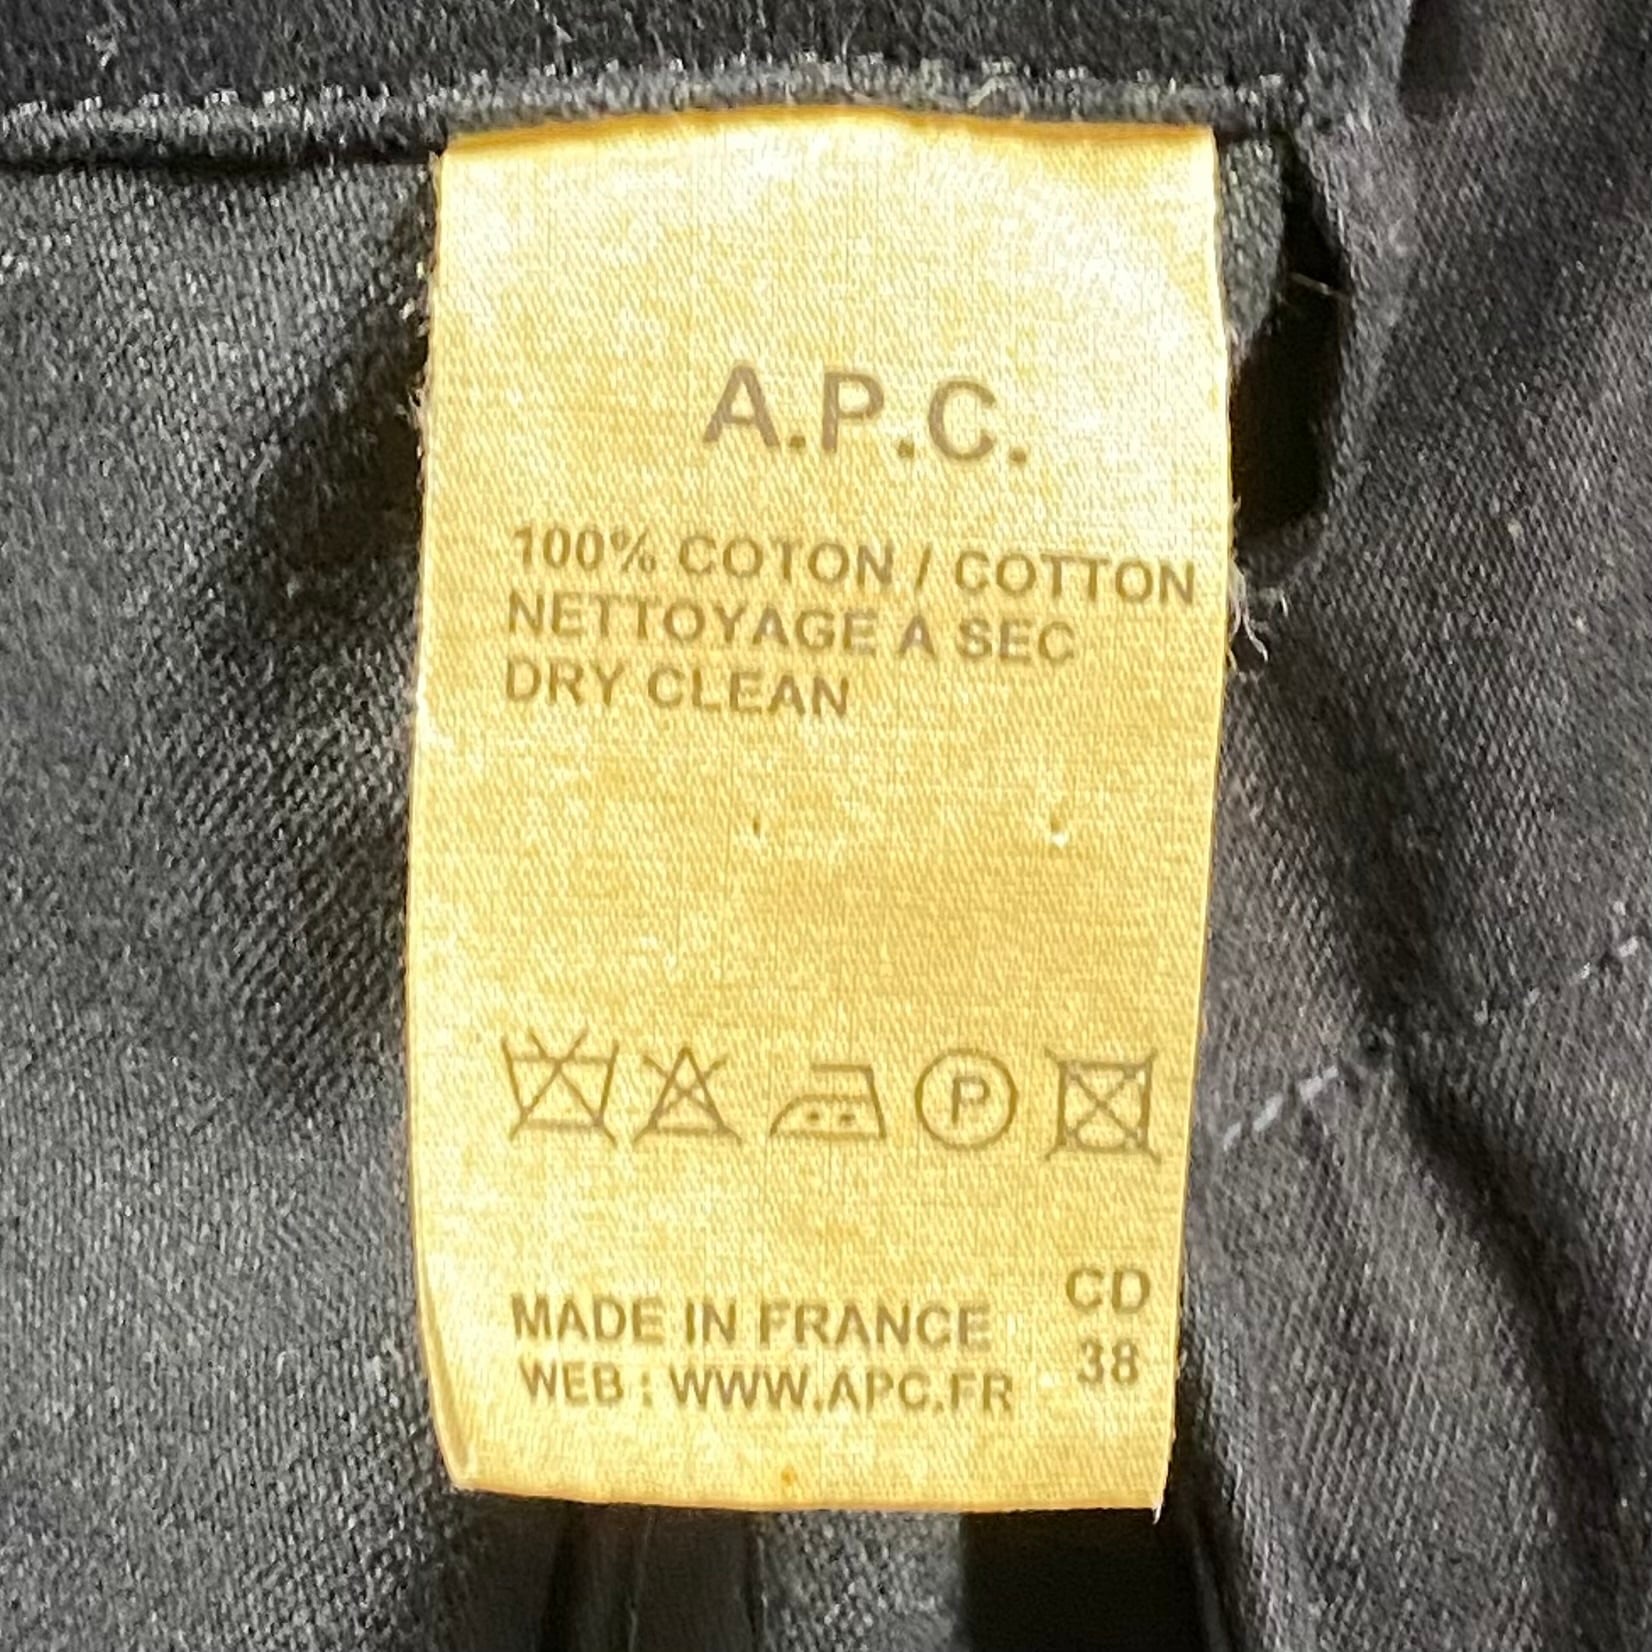 A.P.C.
100% COTON / COTTON
NETTOYAGE A SEC
DRY CLEAN
P
CD
MADE IN FRANCE
38
WEB : WWW.APC.FR